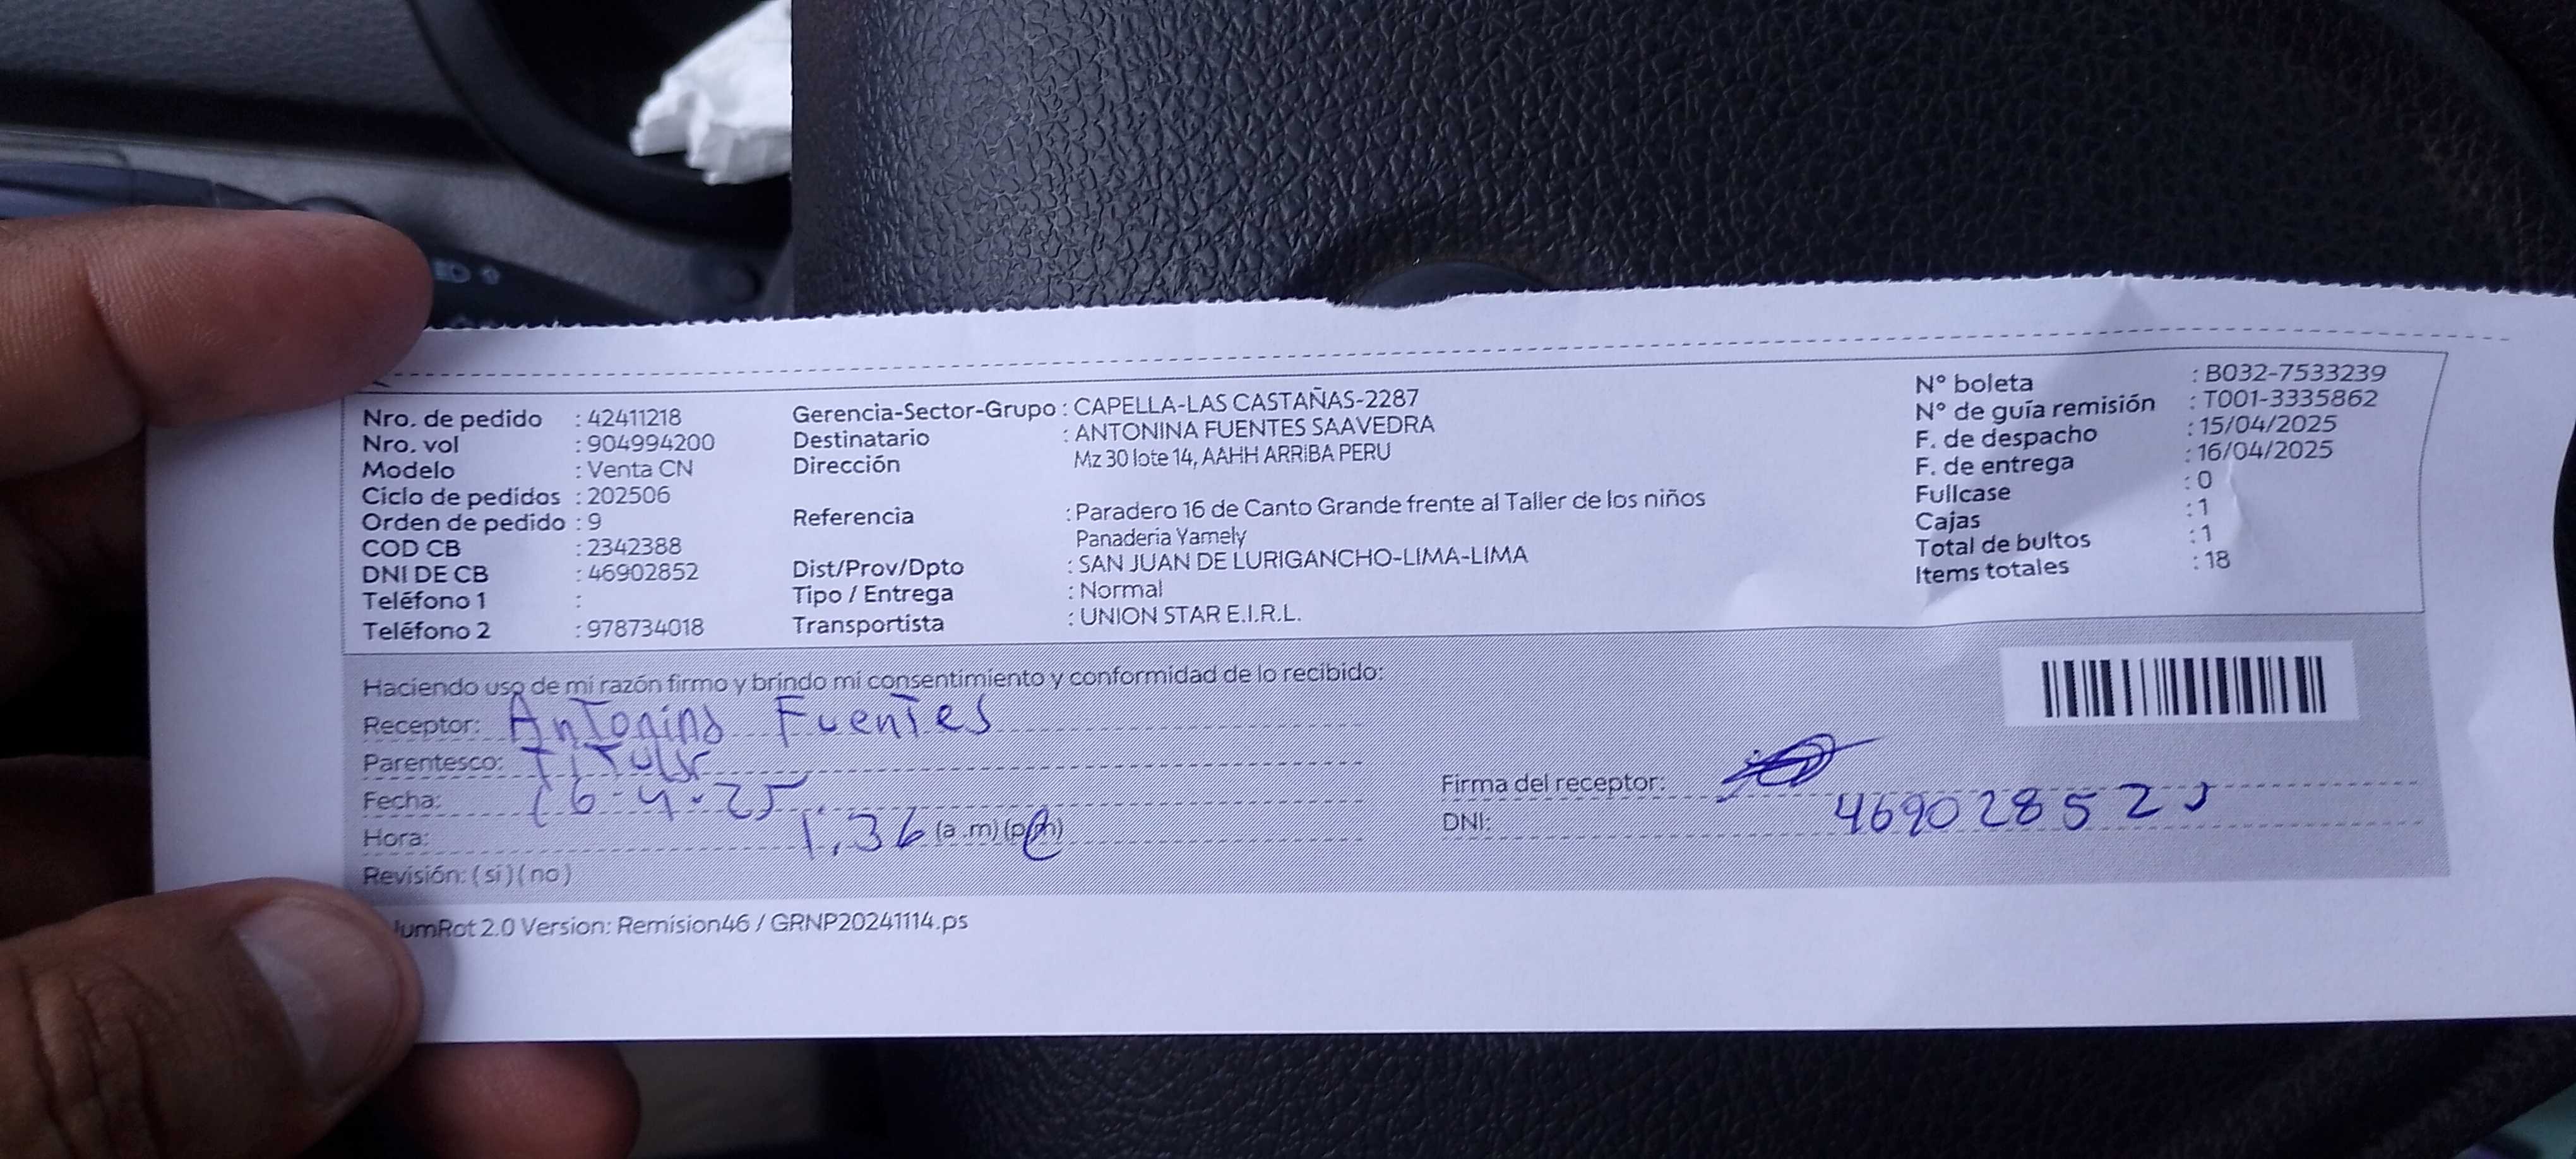 Nro. de pedido : 42411218
Nro. vol : 904994200
Modelo : Venta CN
Ciclo de pedidos : 202506
Orden de pedido : 9
COD CB : 2342388
DNI DE CB : 46902852
Teléfono 1 :
Teléfono 2 : 978734018
Gerencia-Sector-Grupo : CAPELLA-LAS CASTAÑAS-2287
Destinatario : ANTONINA FUENTES SAAVEDRA
Dirección Mz 30 lote 14, AAHH ARRIBA PERU
Referencia : Paradero 16 de Canto Grande frente al Taller de los niños
Panaderia Yamely
Dist/Prov/Dpto : SAN JUAN DE LURIGANCHO-LIMA-LIMA
Tipo / Entrega : Normal
Transportista : UNION STAR E.I.R.L.
N° boleta : B032-7533239
N° de guía remisión : T001-3335862
F. de despacho : 15/04/2025
F. de entrega : 16/04/2025
Fullcase : 0
Cajas : 1
Total de bultos : 1
Items totales : 18
Haciendo uso de mi razón firmo y brindo mi consentimiento y conformidad de lo recibido:
Receptor: Antonina Fuentes
Parentesco: Titular
Fecha: 16-4-25
Hora: 1.36 (a .m) (p.m)
Revisión: ( si ) ( no )
Firma del receptor:
DNI: 46902852
umRot 2.0 Version: Remision46 / GRNP20241114.ps